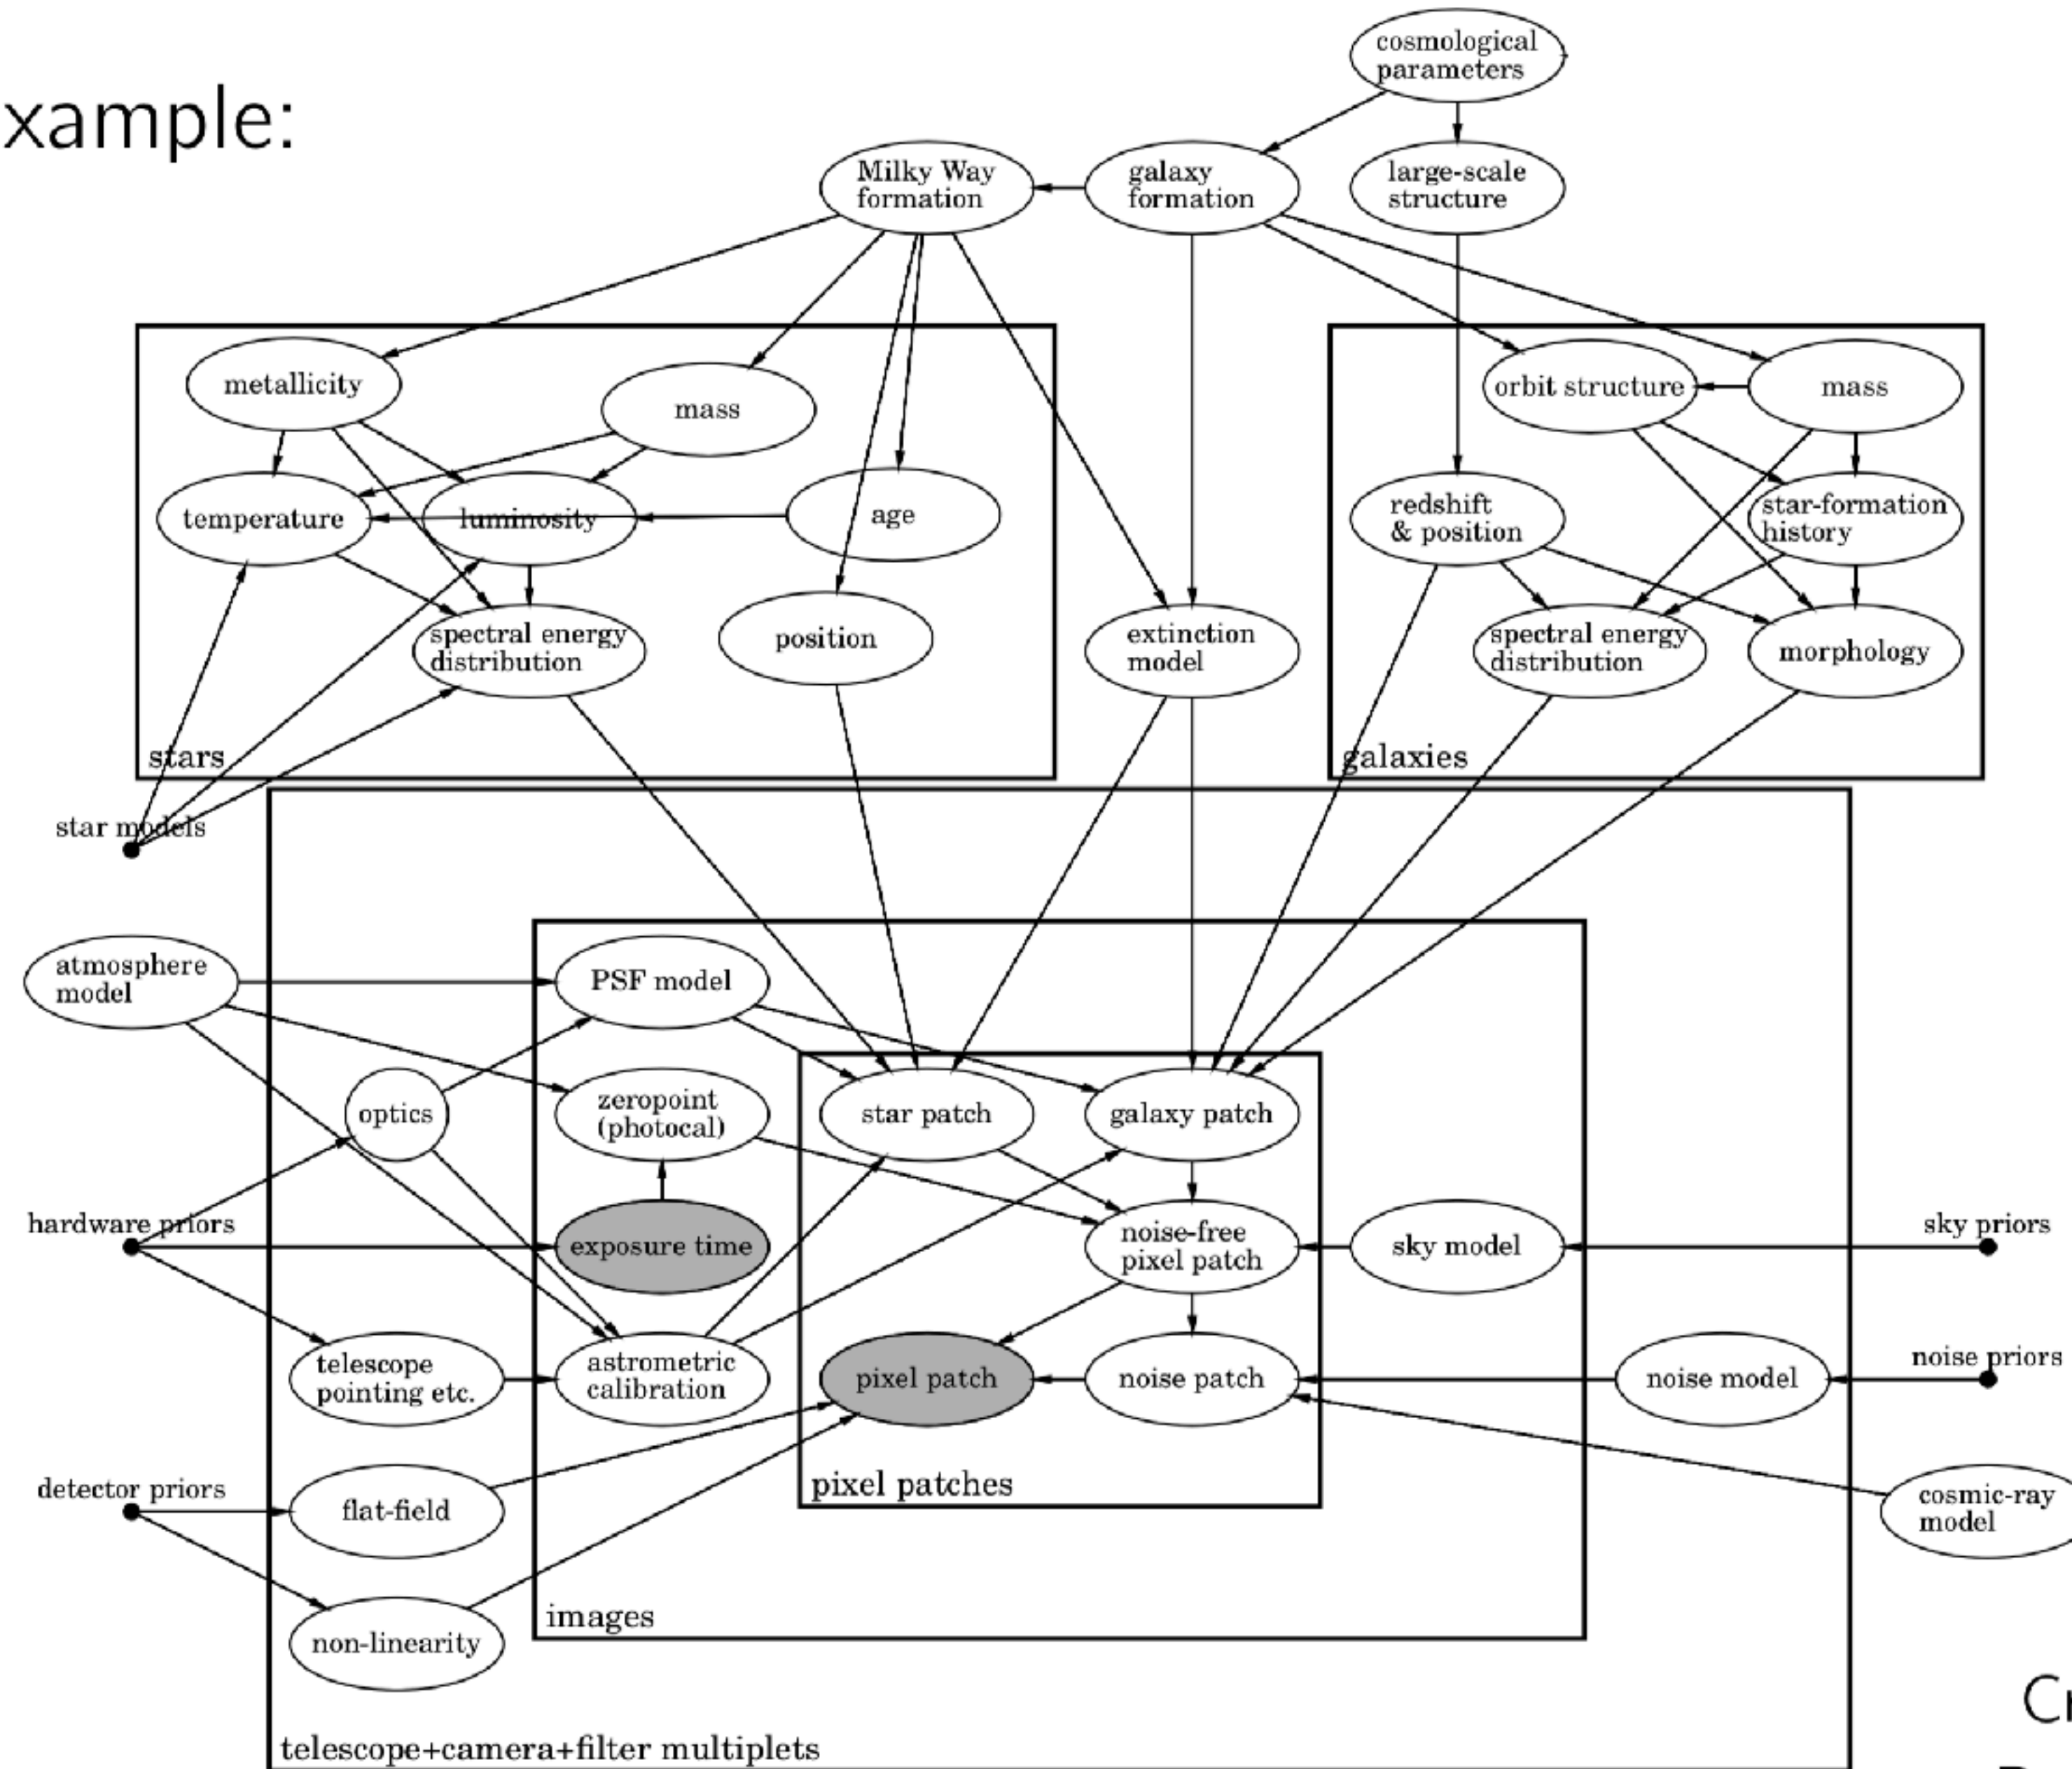 xample:
cosmological
parameters
Milky Way
formation
galaxy
formation
large-scale
structure
metallicity
mass
orbit structure
mass
temperature
luminosity
age
redshift
& position
star-formation
history
spectral energy
distribution
position
extinction
model
spectral energy
distribution
morphology
stars
galaxies
star models
atmosphere
model
PSF model
optics
zeropoint
(photocal)
star patch
galaxy patch
hardware priors
exposure time
noise-free
pixel patch
sky model
sky priors
telescope
pointing etc.
astrometric
calibration
pixel patch
noise patch
noise model
noise priors
detector priors
flat-field
pixel patches
cosmic-ray
model
images
non-linearity
telescope+camera+filter multiplets